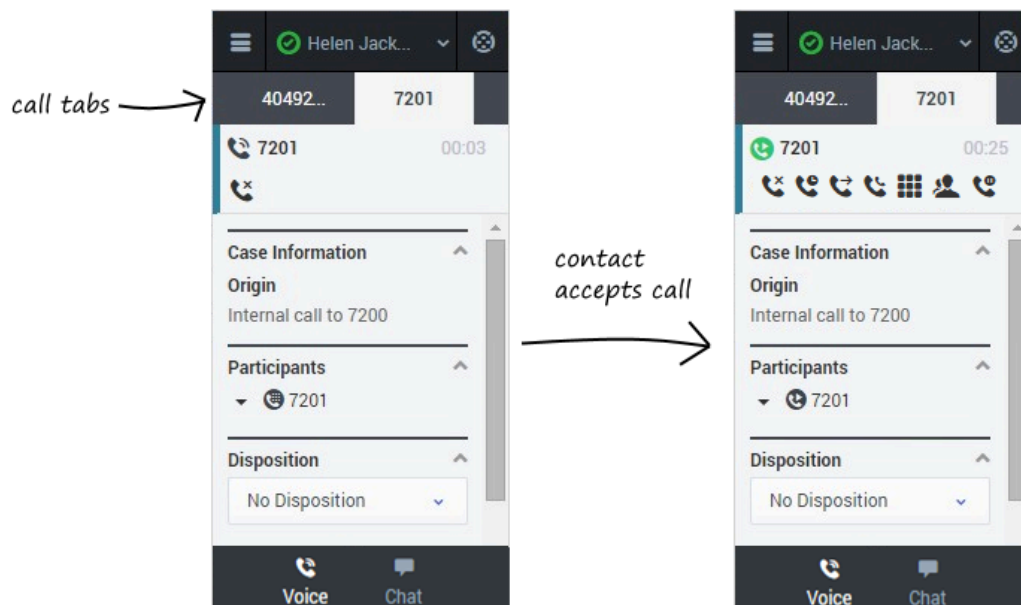 Helen Jack...
call tabs
40492...
7201
7201
00:03
Case Information
Origin
Internal call to 7200
Participants
7201
Disposition
No Disposition
Voice
Chat
contact
accepts call
Helen Jack...
40492...
7201
7201
00:25
Case Information
Origin
Internal call to 7200
Participants
7201
Disposition
No Disposition
Voice
Chat